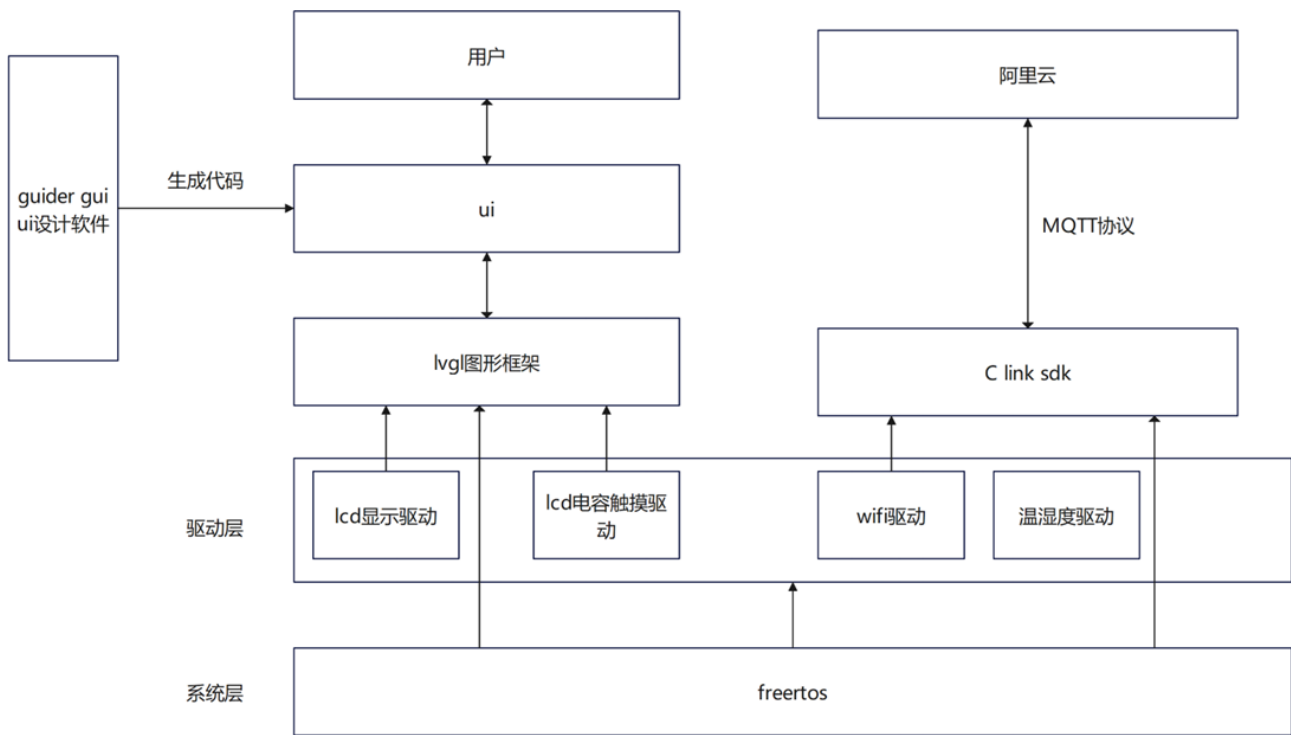 用户
阿里云
guider gui
ui设计软件
生成代码
ui
MQTT协议
lvgl图形框架
C link sdk
驱动层
lcd显示驱动
lcd电容触摸驱
动
wifi驱动
温湿度驱动
系统层
freertos